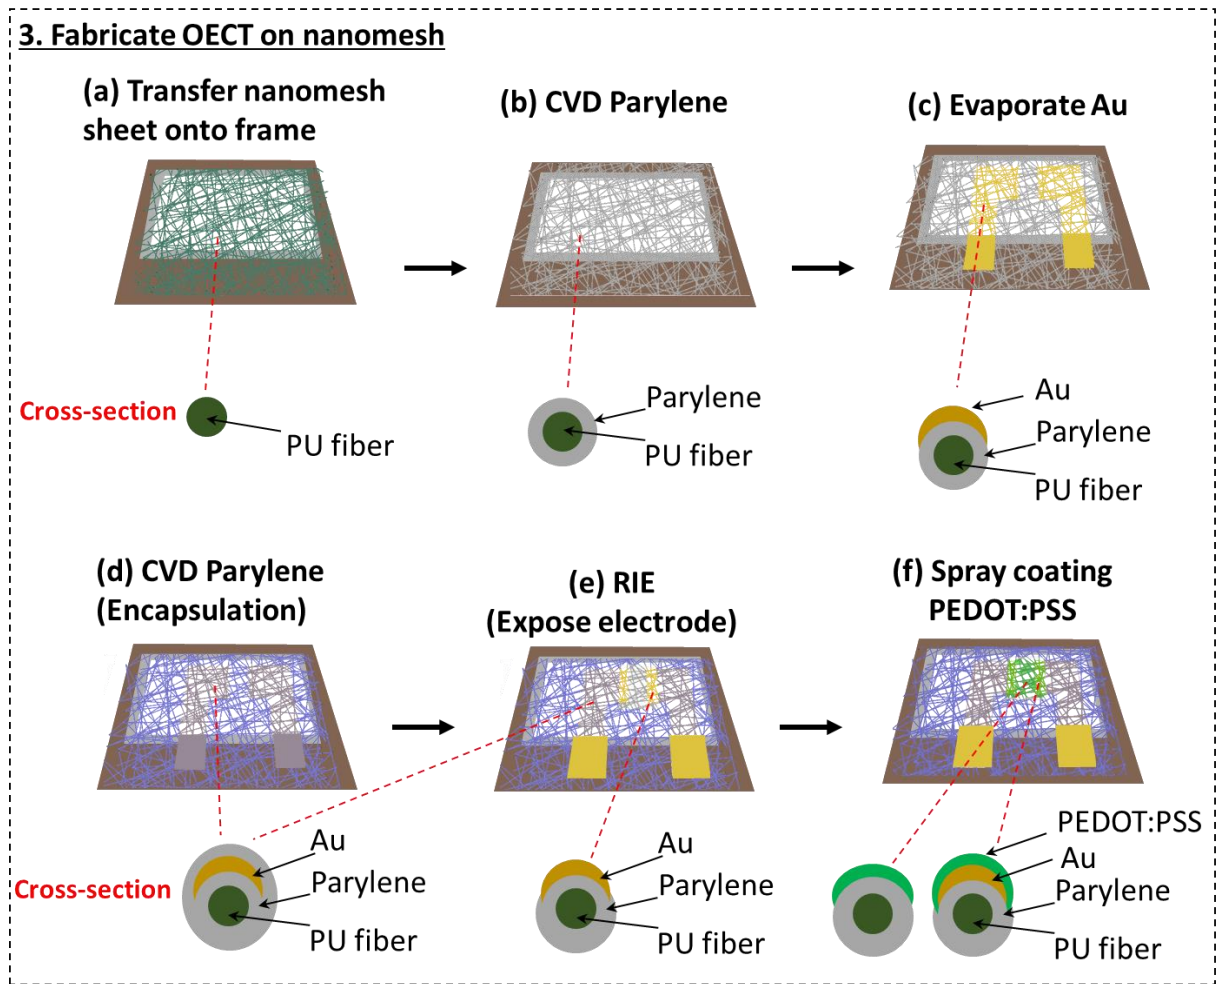 3. Fabricate OECT on nanomesh
(a) Transfer nanomesh
sheet onto frame
(b) CVD Parylene
(c) Evaporate Au
Cross-section
PU fiber
Parylene
PU fiber
Au
Parylene
PU fiber
(d) CVD Parylene
(Encapsulation)
(e) RIE
(Expose electrode)
(f) Spray coating
PEDOT:PSS
Cross-section
Au
Parylene
PU fiber
Au
Parylene
PU fiber
PEDOT:PSS
Au
Parylene
PU fiber